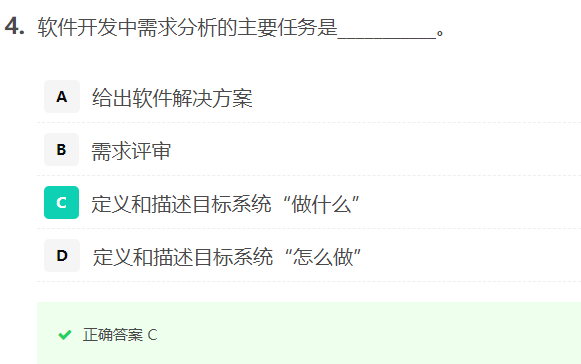 4. 软件开发中需求分析的主要任务是___________。
A 给出软件解决方案
B 需求评审
C 定义和描述目标系统“做什么”
D 定义和描述目标系统“怎么做”
正确答案 C